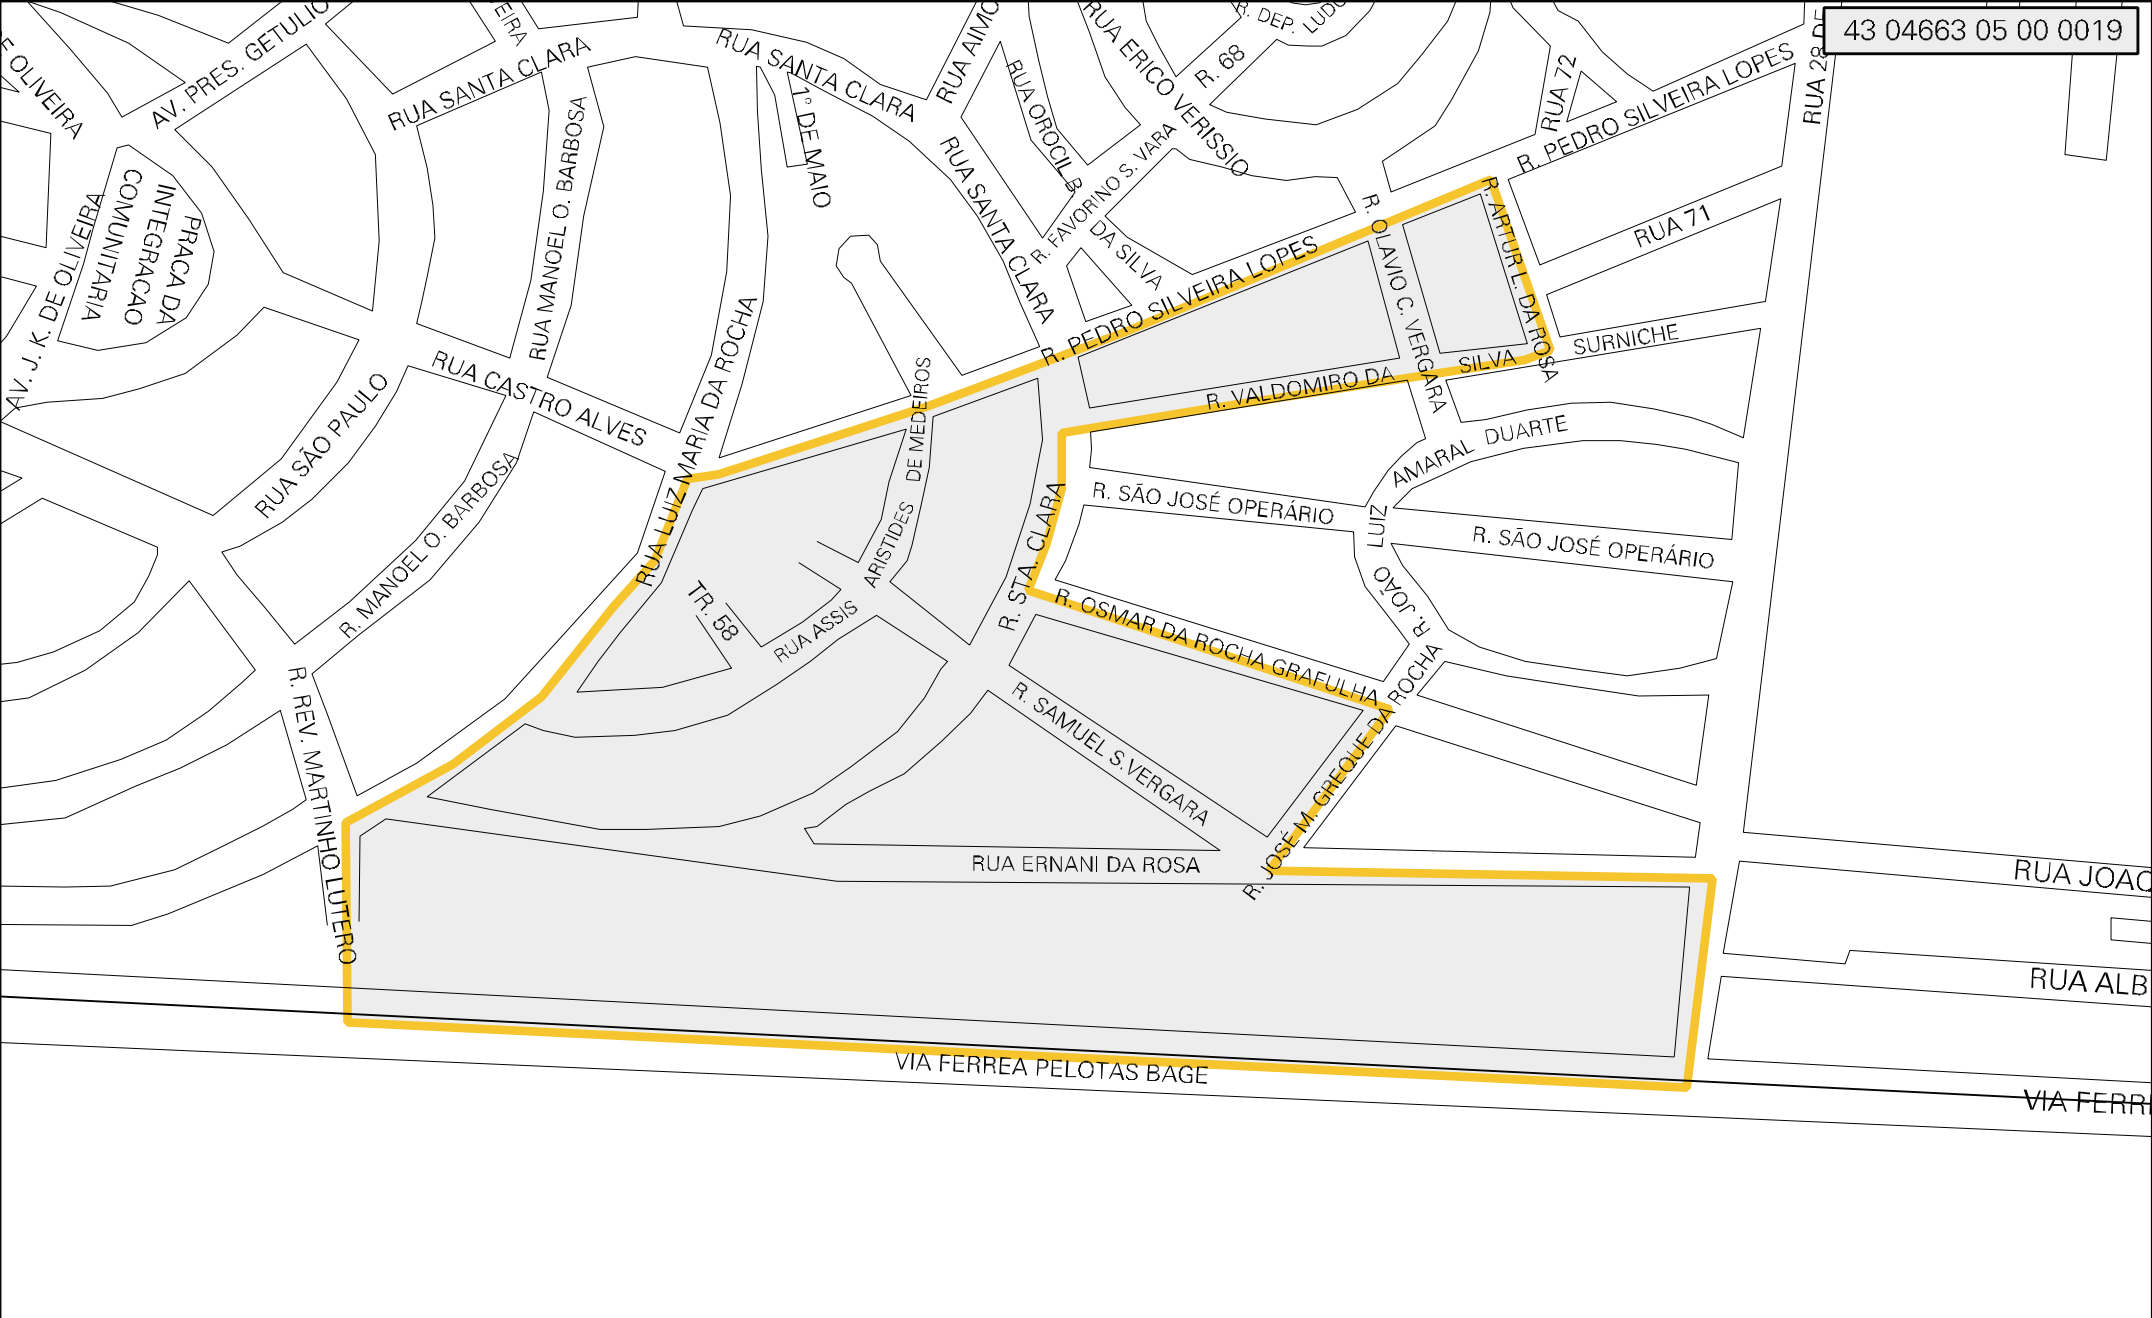 43 04663 05 00 0019
OLIVEIRA
AV. PRES. GETULIO
RUA SANTA CLARA
RUA SANTA CLARA
1º DE MAIO
RUA AIMO
RUA OROCIL B
RUA ERICO VERISSIO
R. DEP. LUDU
R. 68
RUA 72
R. PEDRO SILVEIRA LOPES
RUA 28 DE
RUA MANOEL O. BARBOSA
RUA SANTA CLARA
R. FAVORINO S. VARA
DA SILVA
PRACA DA
INTEGRACAO
COMUNITARIA
AV. J. K. DE OLIVEIRA
R. OLAVIO C. VERGARA
R. ARTUR L. DA ROSA
RUA 71
SURNICHE
R. PEDRO SILVEIRA LOPES
R. VALDOMIRO DA SILVA
RUA CASTRO ALVES
RUA LUIZ MARIA DA ROCHA
RUA SÃO PAULO
R. MANOEL O. BARBOSA
ARISTIDES DE MEDEIROS
AMARAL DUARTE
R. JOÃO LUIZ
R. SÃO JOSÉ OPERÁRIO
R. SÃO JOSÉ OPERÁRIO
R. STA. CLARA
R. OSMAR DA ROCHA GRAFULHA
TR. 58
RUA ASSIS
R. REV. MARTINHO LUTERO
R. SAMUEL S.VERGARA
R. JOSÉ M. GREQUE DA ROCHA
RUA ERNANI DA ROSA
RUA JOAC
RUA ALB
VIA FERREA PELOTAS BAGE
VIA FERR